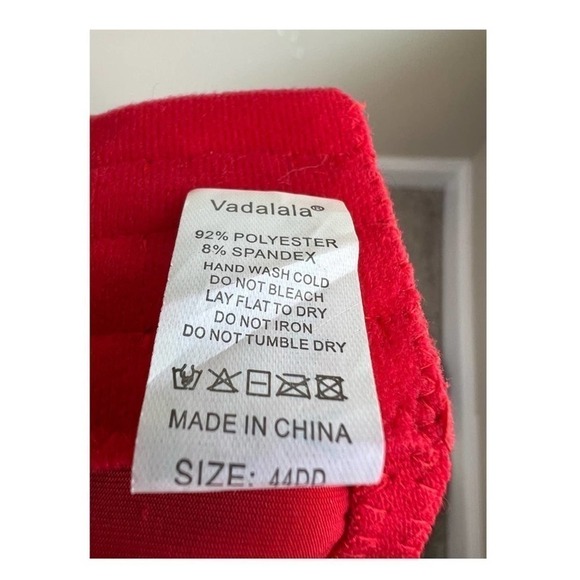 Vadalala®
92% POLYESTER
8% SPANDEX
HAND WASH COLD
DO NOT BLEACH
LAY FLAT TO DRY
DO NOT IRON
DO NOT TUMBLE DRY
MADE IN CHINA
SIZE: 44DD